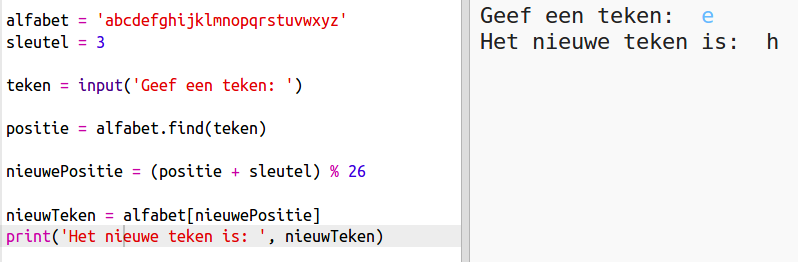 alfabet = 'abcdefghijklmnopqrstuvwxyz'
sleutel = 3
teken = input('Geef een teken: ')
positie = alfabet.find(teken)
nieuwePositie = (positie + sleutel) % 26
nieuwTeken = alfabet[nieuwePositie]
print('Het nieuwe teken is: ', nieuwTeken)
Geef een teken:  e
Het nieuwe teken is:  h